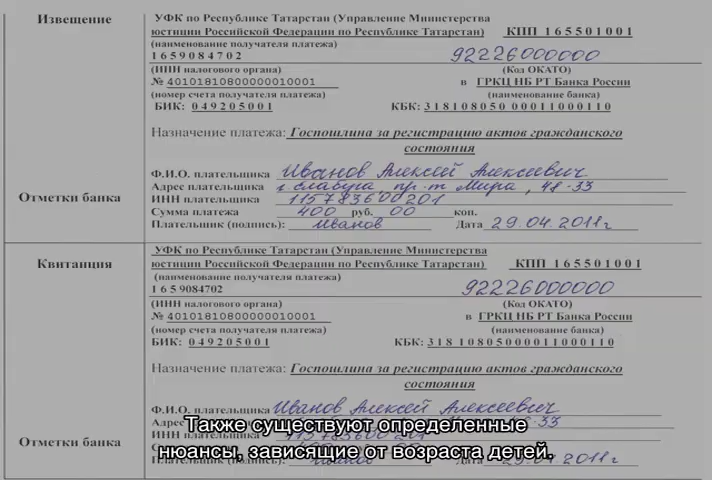 Извещение
УФК по Республике Татарстан (Управление Министерства
юстиции Российской Федерации по Республике Татарстан) КПП 165501001
(наименование получателя платежа)
1659084702 92226000000
(ИНН налогового органа) (Код ОКАТО)
№ 40101810800000010001 в ГРКЦ НБ РТ Банка России
(номер счета получателя платежа) (наименование банка)
БИК: 049205001 КБК: 318108050 00011000110
Назначение платежа: Госпошлина за регистрацию актов гражданского
состояния
Ф.И.О. плательщика Иванов Алексей Алексеевич
Адрес плательщика г елабуга, пр-т Мира, 48-33
Отметки банка ИНН плательщика 115783600201
Сумма платежа 400 руб. 00 коп.
Плательщик (подпись): Иванов Дата 29.04.2011г
Квитанция
УФК по Республике Татарстан (Управление Министерства
юстиции Российской Федерации по Республике Татарстан) КПП 165501001
(наименование получателя платежа)
1659084702 92226000000
(ИНН налогового органа) (Код ОКАТО)
№ 40101810800000010001 в ГРКЦ НБ РТ Банка России
(номер счета получателя платежа) (наименование банка)
БИК: 049205001 КБК: 318 10805000011000110
Назначение платежа: Госпошлина за регистрацию актов гражданского
состояния
Ф.И.О. плательщика Иванов Алексей Алексеевич
Отметки банка
Также существуют определенные
нюансы, зависящие от возраста детей.